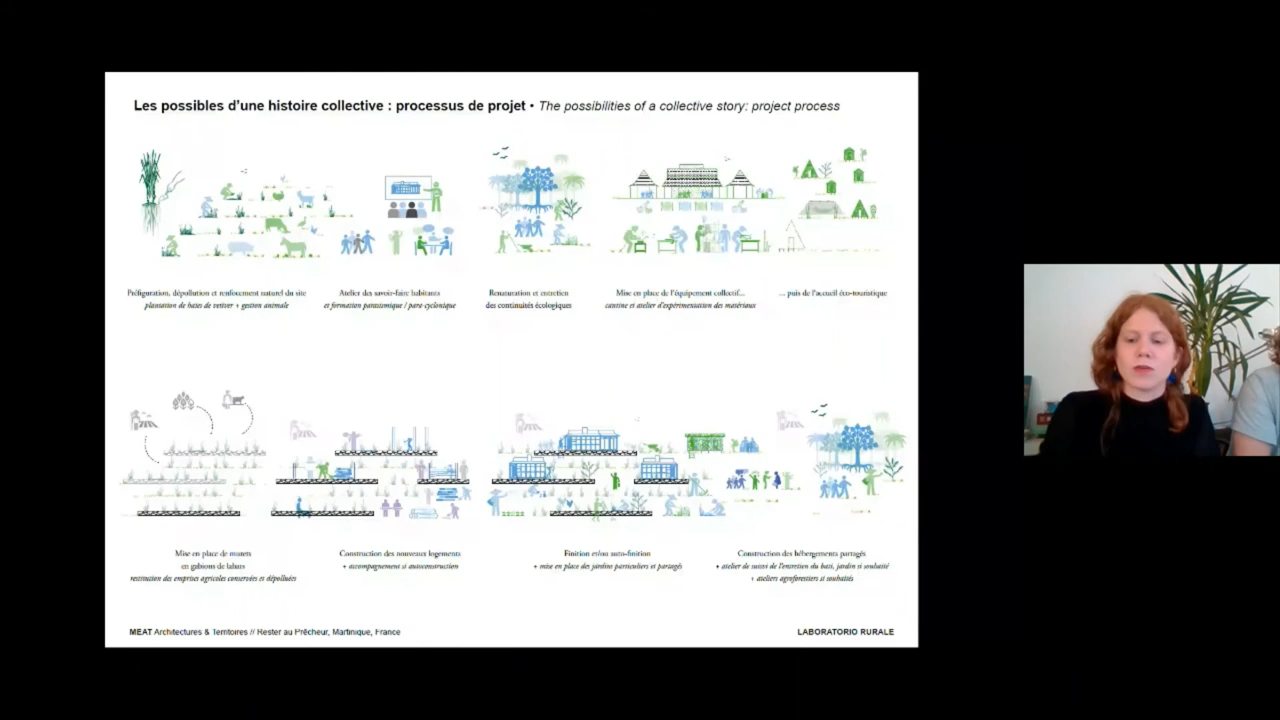 Les possibles d'une histoire collective : processus de projet • The possibilities of a collective story: project process
Préfiguration, dépollution et renforcement naturel du site
plantation de haies de vetiver + gestion animale
Atelier des savoir-faire habitants
et formation parasismique / para-cyclonique
Renaturation et entretien
des continuités écologiques
Mise en place de l'équipement collectif...
cantine et atelier d'expérimentation des matériaux
... puis de l'accueil éco-touristique
Mise en place de murets
en gabions de lahars
restitution des emprises agricoles conservées et dépolluées
Construction des nouveaux logements
+ accompagnement si autoconstruction
Finition et/ou auto-finition
+ mise en place des jardins particuliers et partagés
Construction des hébergements partagés
+ atelier de suivi de l'entretien du bati, jardin si souhaité
+ ateliers agroforestiers si souhaités
MEAT Architectures & Territoires // Rester au Prêcheur, Martinique, France
LABORATORIO RURALE